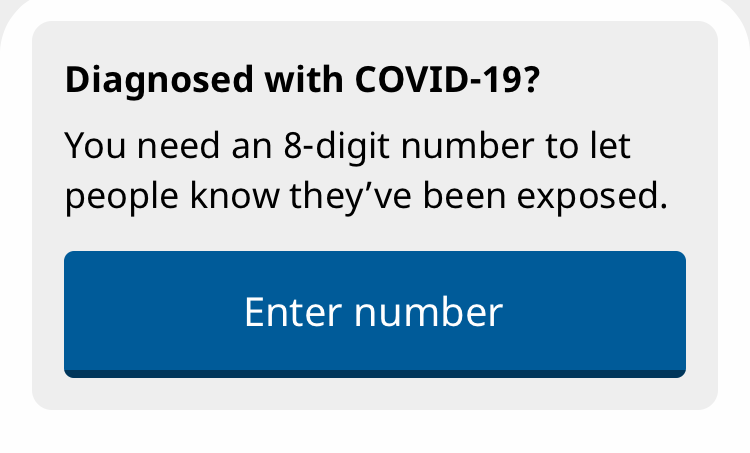 Diagnosed with COVID-19?
You need an 8-digit number to let
people know they’ve been exposed.
Enter number